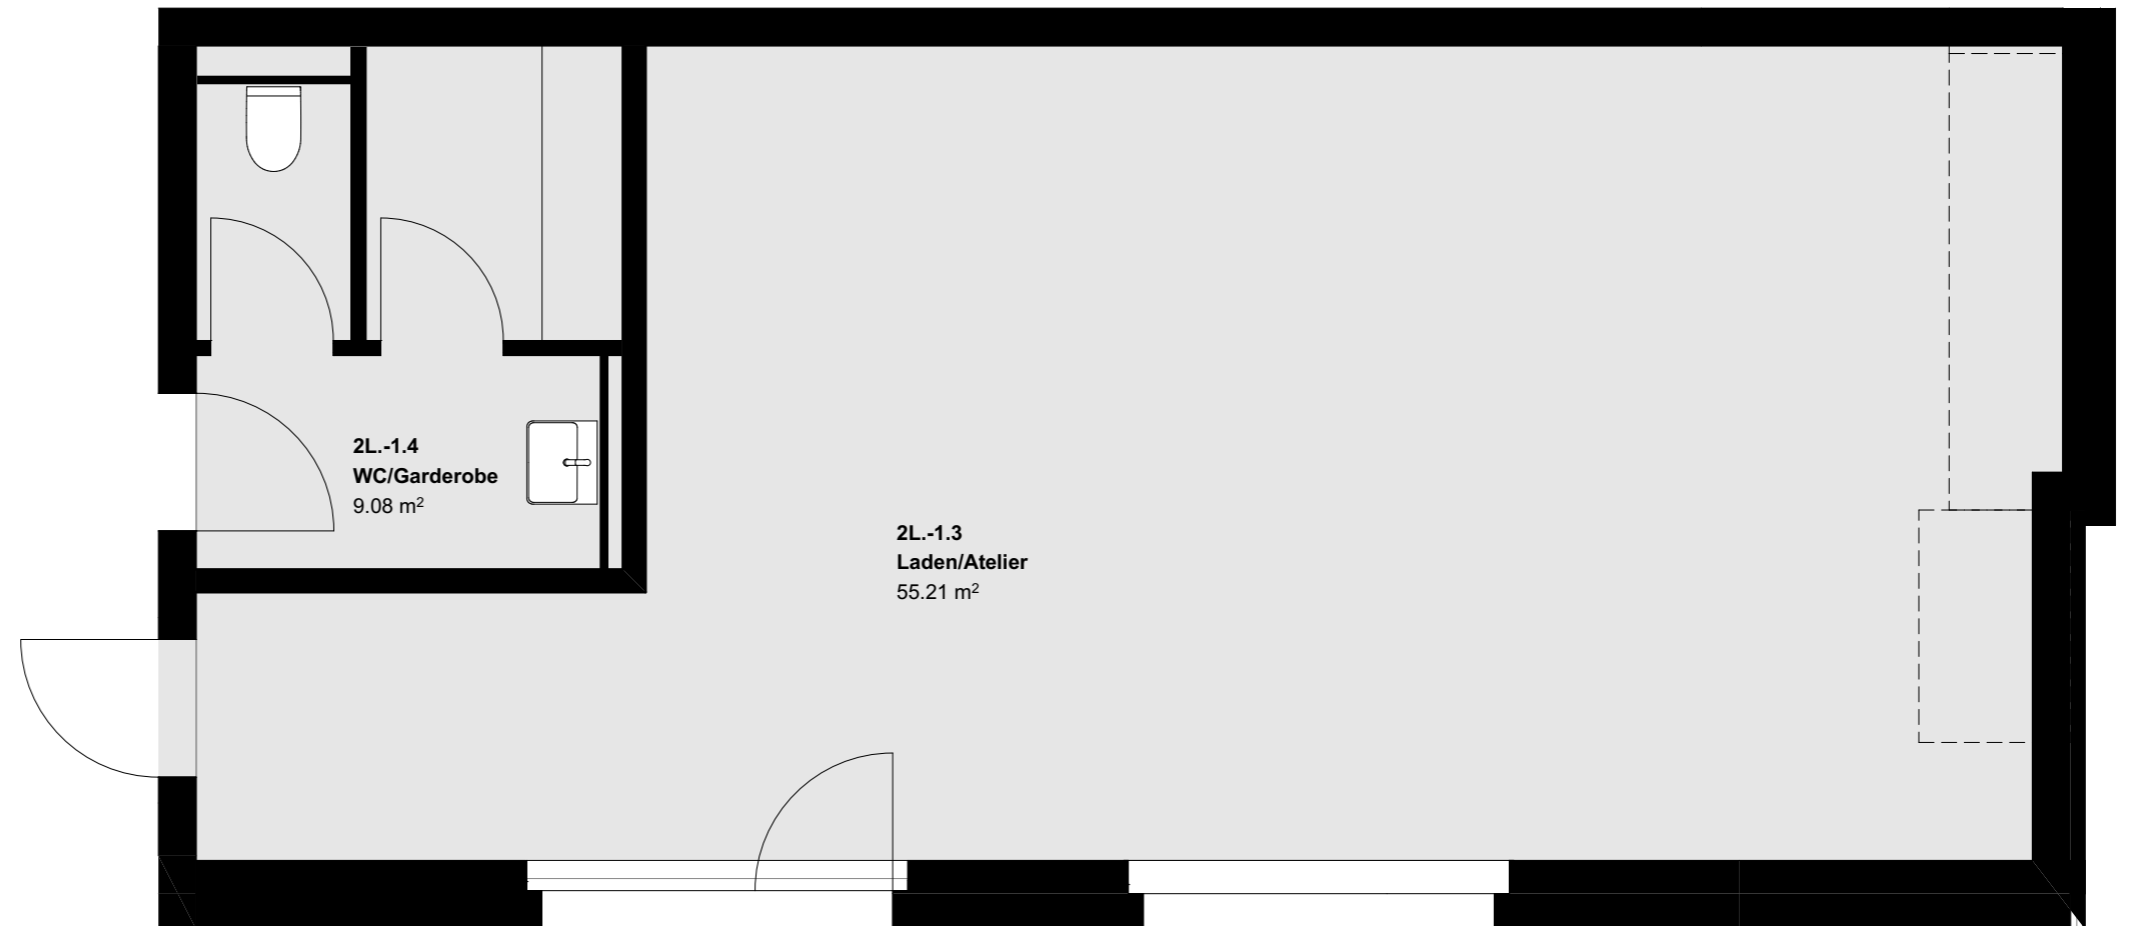 2L.-1.4
WC/Garderobe
9.08 m²
2L.-1.3
Laden/Atelier
55.21 m²